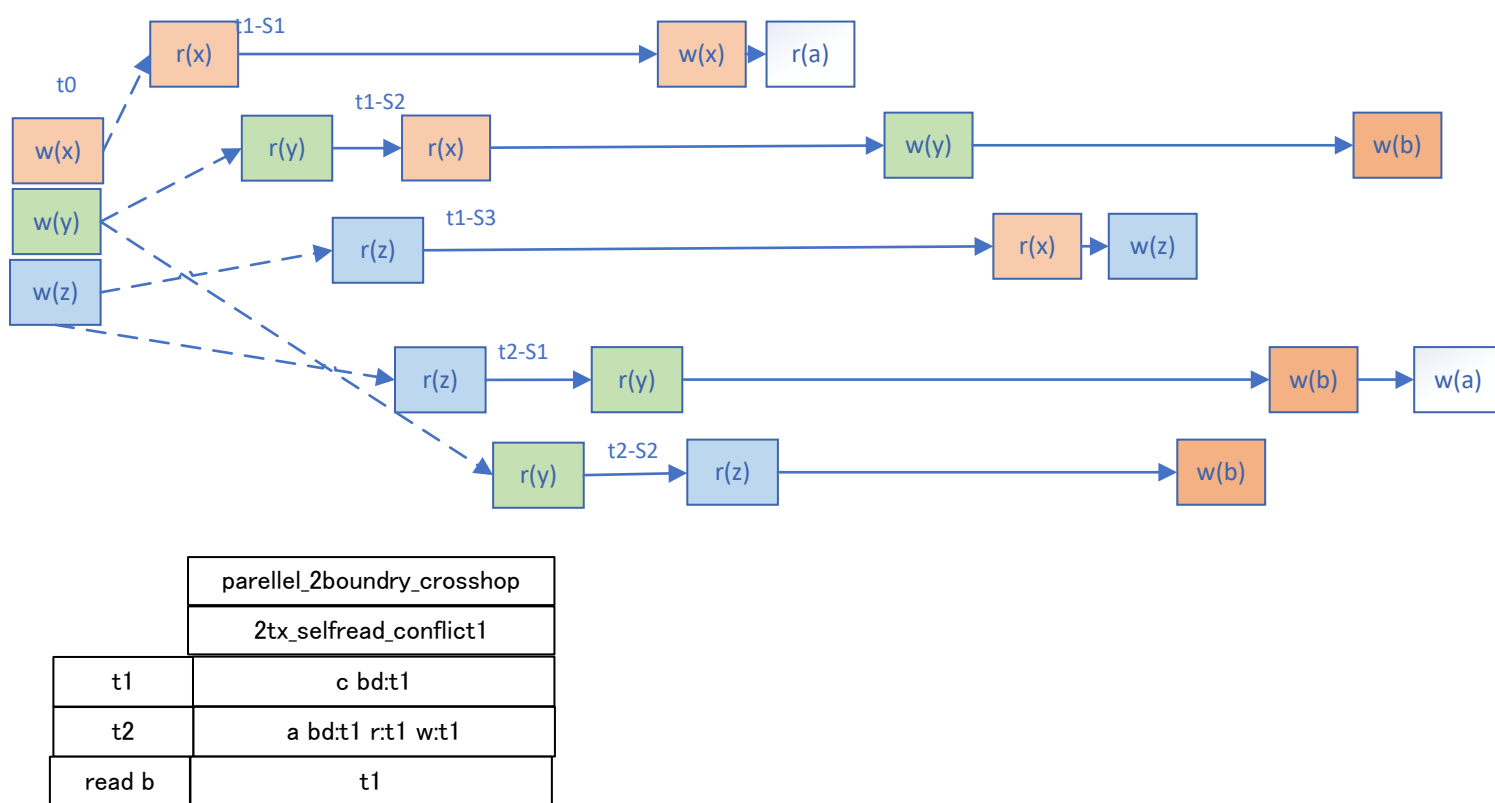 t1-S1
r(x)
w(x)
r(a)
t0
t1-S2
w(x)
r(y)
r(x)
w(y)
w(b)
w(y)
t1-S3
r(z)
r(x)
w(z)
w(z)
t2-S1
r(z)
r(y)
w(b)
w(a)
t2-S2
r(y)
r(z)
w(b)
parellel_2boundry_crosshop
2tx_selfread_conflict1
t1 c bd:t1
t2 a bd:t1 r:t1 w:t1
read b t1